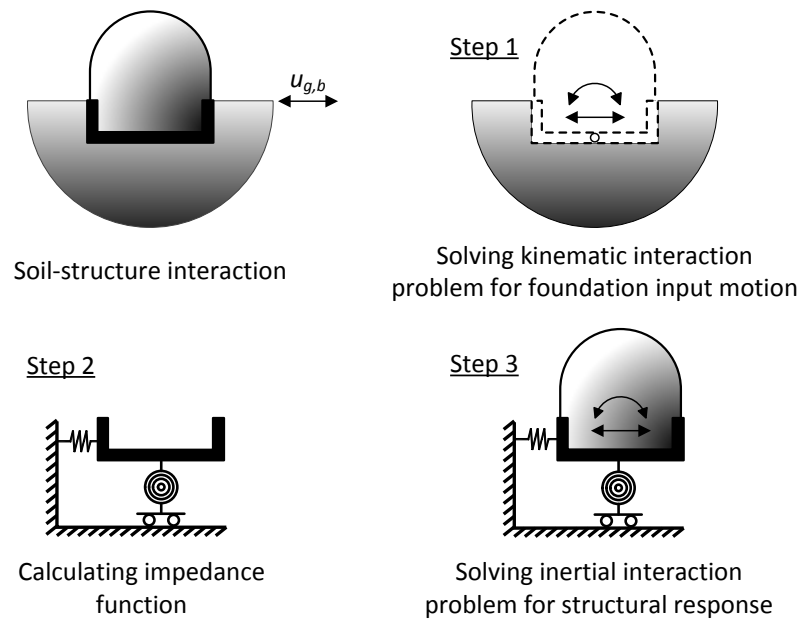 u_{g,b}
Soil-structure interaction
Step 1
Solving kinematic interaction
problem for foundation input motion
Step 2
Calculating impedance
function
Step 3
Solving inertial interaction
problem for structural response